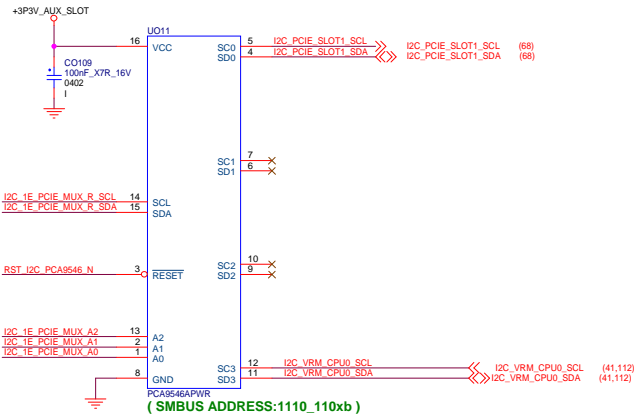 +3P3V_AUX_SLOT
UO11
16 VCC
SC0 5 I2C_PCIE_SLOT1_SCL I2C_PCIE_SLOT1_SCL (68)
SD0 4 I2C_PCIE_SLOT1_SDA I2C_PCIE_SLOT1_SDA (68)
CO109
100nF_X7R_16V
0402
I
SC1 7
SD1 6
I2C_1E_PCIE_MUX_R_SCL 14 SCL
I2C_1E_PCIE_MUX_R_SDA 15 SDA
SC2 10
SD2 9
RST_I2C_PCA9546_N 3 RESET
I2C_1E_PCIE_MUX_A2 13 A2
I2C_1E_PCIE_MUX_A1 2 A1
I2C_1E_PCIE_MUX_A0 1 A0
SC3 12 I2C_VRM_CPU0_SCL I2C_VRM_CPU0_SCL (41,112)
8 GND SD3 11 I2C_VRM_CPU0_SDA I2C_VRM_CPU0_SDA (41,112)
PCA9546APWR
( SMBUS ADDRESS:1110_110xb )